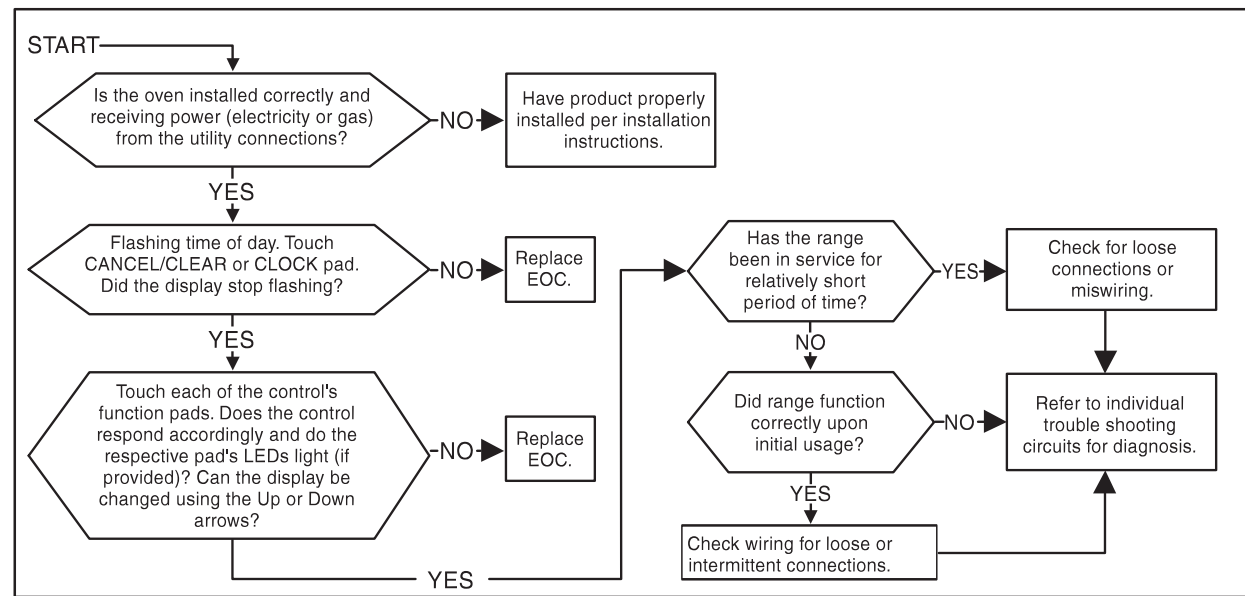 START
Is the oven installed correctly and
receiving power (electricity or gas)
from the utility connections?
NO
Have product properly
installed per installation
instructions.
YES
Flashing time of day. Touch
CANCEL/CLEAR or CLOCK pad.
Did the display stop flashing?
NO
Replace
EOC.
YES
Touch each of the control's
function pads. Does the control
respond accordingly and do the
respective pad's LEDs light (if
provided)? Can the display be
changed using the Up or Down
arrows?
NO
Replace
EOC.
YES
Has the range
been in service for
relatively short
period of time?
YES
Check for loose
connections or
miswiring.
NO
Did range function
correctly upon
initial usage?
NO
Refer to individual
trouble shooting
circuits for diagnosis.
YES
Check wiring for loose or
intermittent connections.